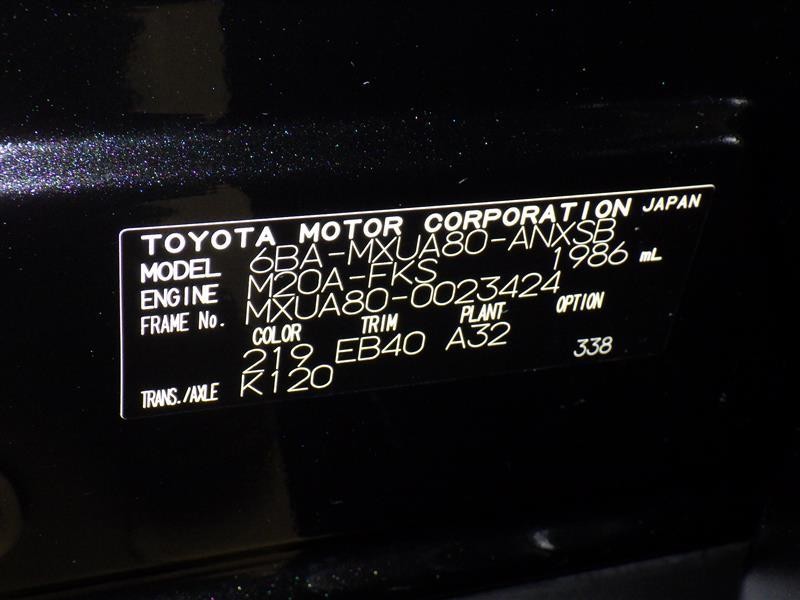 TOYOTA MOTOR CORPORATION JAPAN
MODEL 6BA-MXUA80-ANXSB
ENGINE M20A-FKS 1986 mL
FRAME No. MXUA80-0023424
COLOR TRIM PLANT OPTION
219 EB40 A32 338
TRANS./AXLE K120